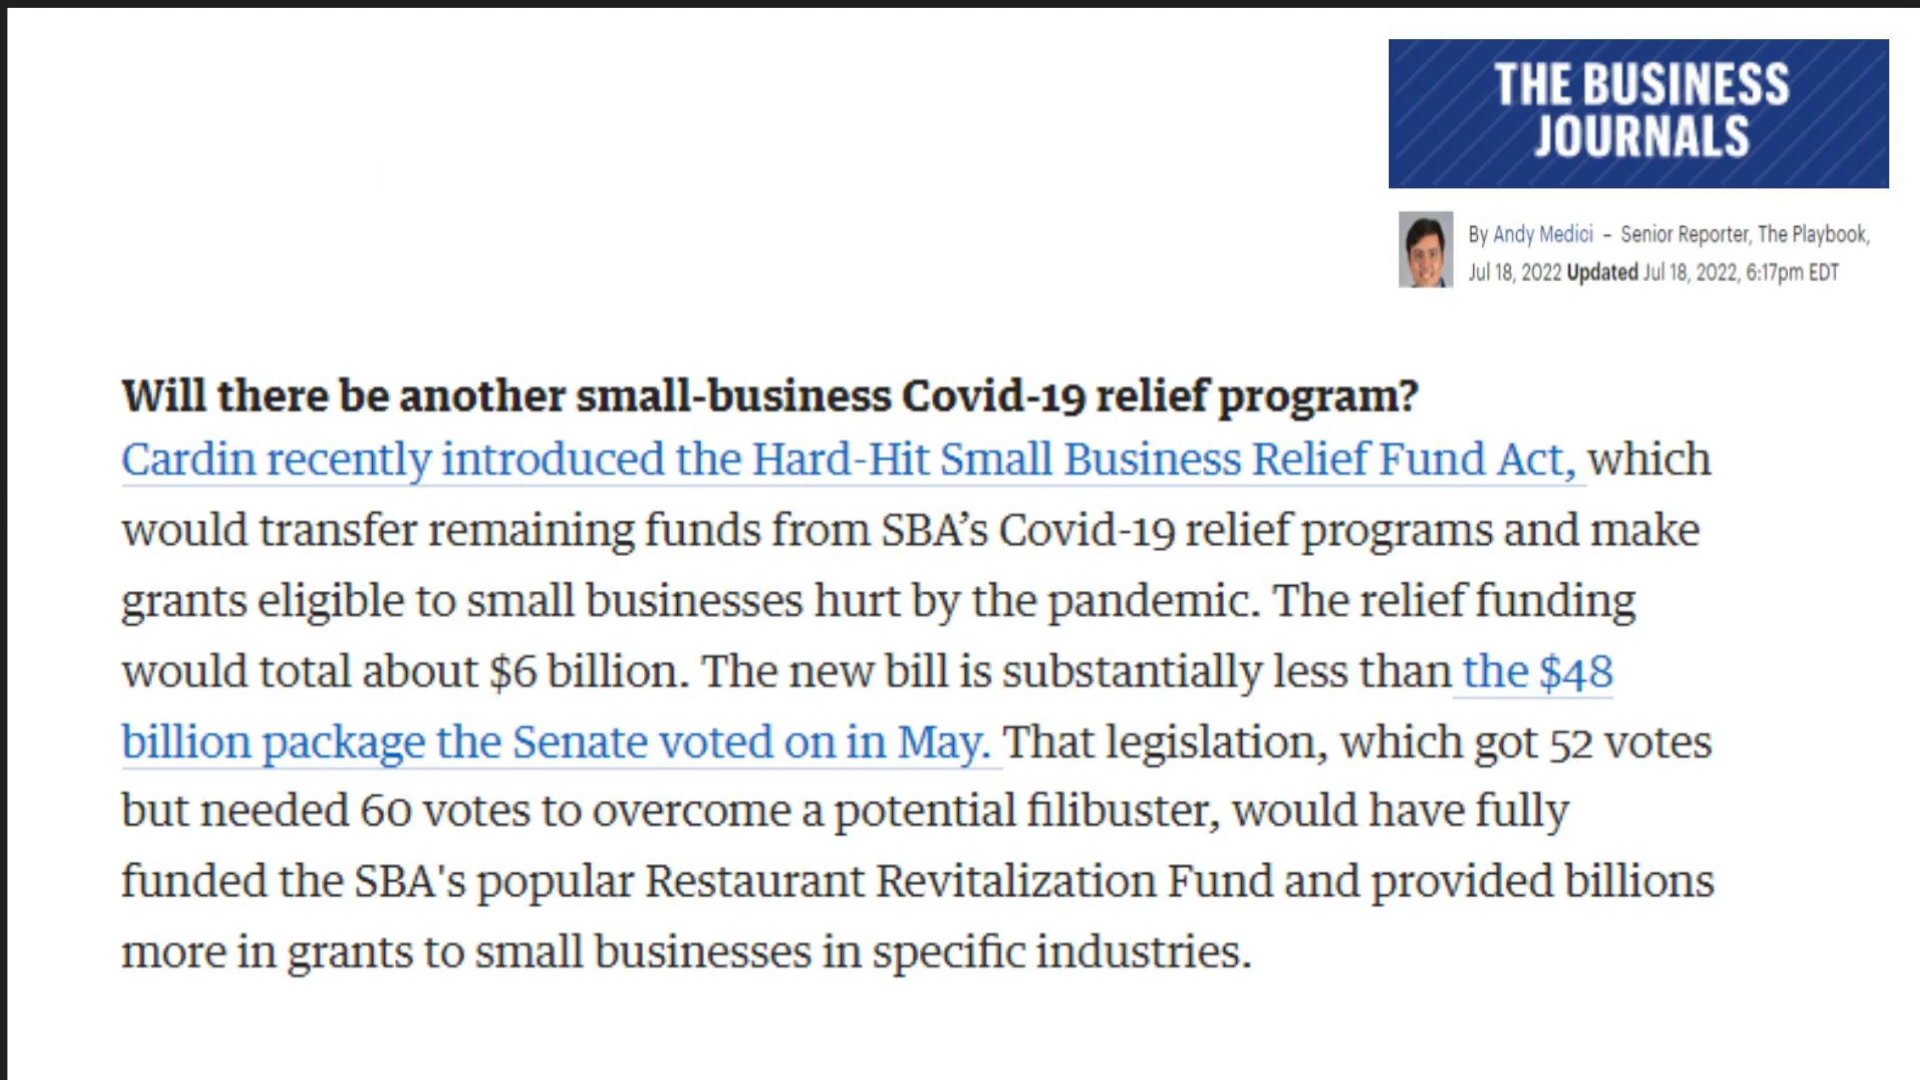 THE BUSINESS
JOURNALS
By Andy Medici – Senior Reporter, The Playbook,
Jul 18, 2022 Updated Jul 18, 2022, 6:17pm EDT
Will there be another small-business Covid-19 relief program?
Cardin recently introduced the Hard-Hit Small Business Relief Fund Act, which
would transfer remaining funds from SBA’s Covid-19 relief programs and make
grants eligible to small businesses hurt by the pandemic. The relief funding
would total about $6 billion. The new bill is substantially less than the $48
billion package the Senate voted on in May. That legislation, which got 52 votes
but needed 60 votes to overcome a potential filibuster, would have fully
funded the SBA's popular Restaurant Revitalization Fund and provided billions
more in grants to small businesses in specific industries.